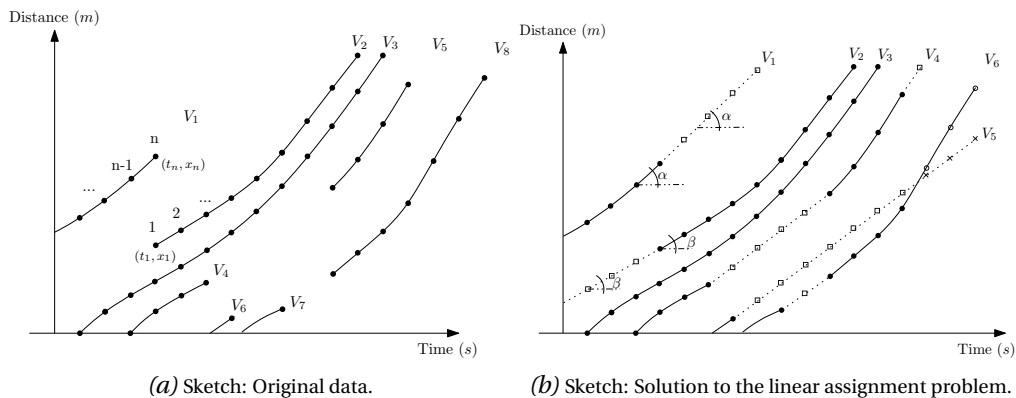 Distance (m)
V₂ V₃ V₅ V₈
V₁
n
n-1 (tₙ, xₙ)
...
...
2
1
(t₁, x₁)
V₄
V₆ V₇
Time (s)
(a) Sketch: Original data.
Distance (m)
V₁ V₂ V₃ V₄ V₆
α
V₅
α
β
β
Time (s)
(b) Sketch: Solution to the linear assignment problem.